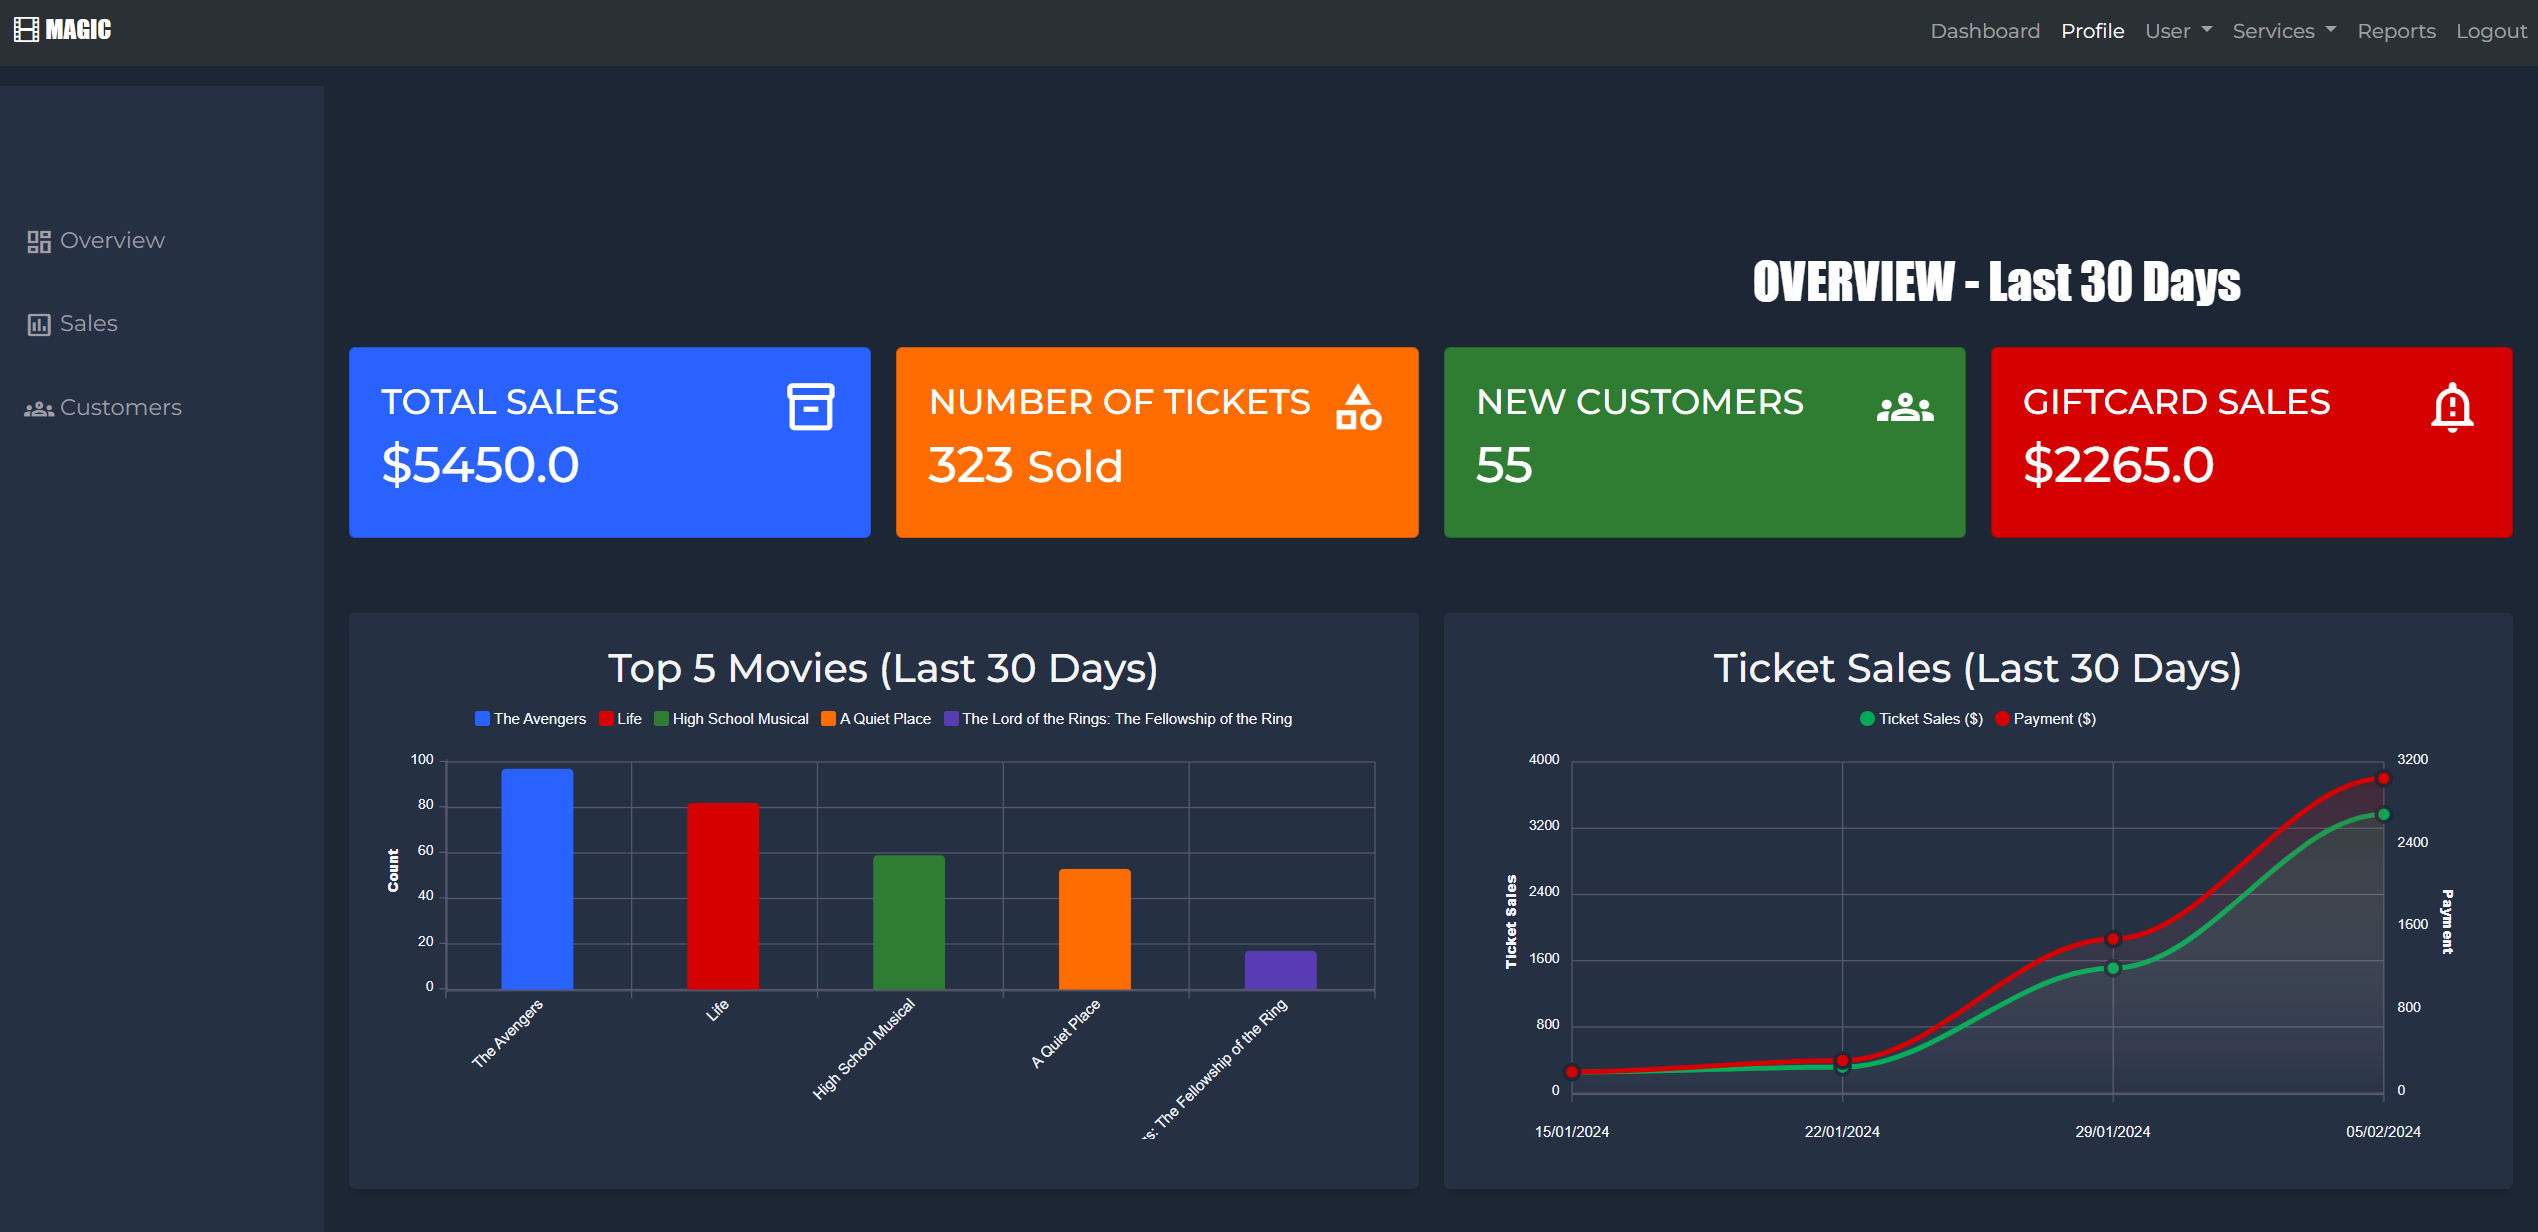 MAGIC
Dashboard Profile User Services Reports Logout
Overview
Sales
Customers
OVERVIEW - Last 30 Days
TOTAL SALES
$5450.0
NUMBER OF TICKETS
323 Sold
NEW CUSTOMERS
55
GIFTCARD SALES
$2265.0
Top 5 Movies (Last 30 Days)
The Avengers Life High School Musical A Quiet Place The Lord of the Rings: The Fellowship of the Ring
Count
100
80
60
40
20
0
The Avengers
Life
High School Musical
A Quiet Place
gs: The Fellowship of the Ring
Ticket Sales (Last 30 Days)
Ticket Sales ($) Payment ($)
Ticket Sales
4000
3200
2400
1600
800
0
3200
2400
1600
800
0
Payment
15/01/2024 22/01/2024 29/01/2024 05/02/2024